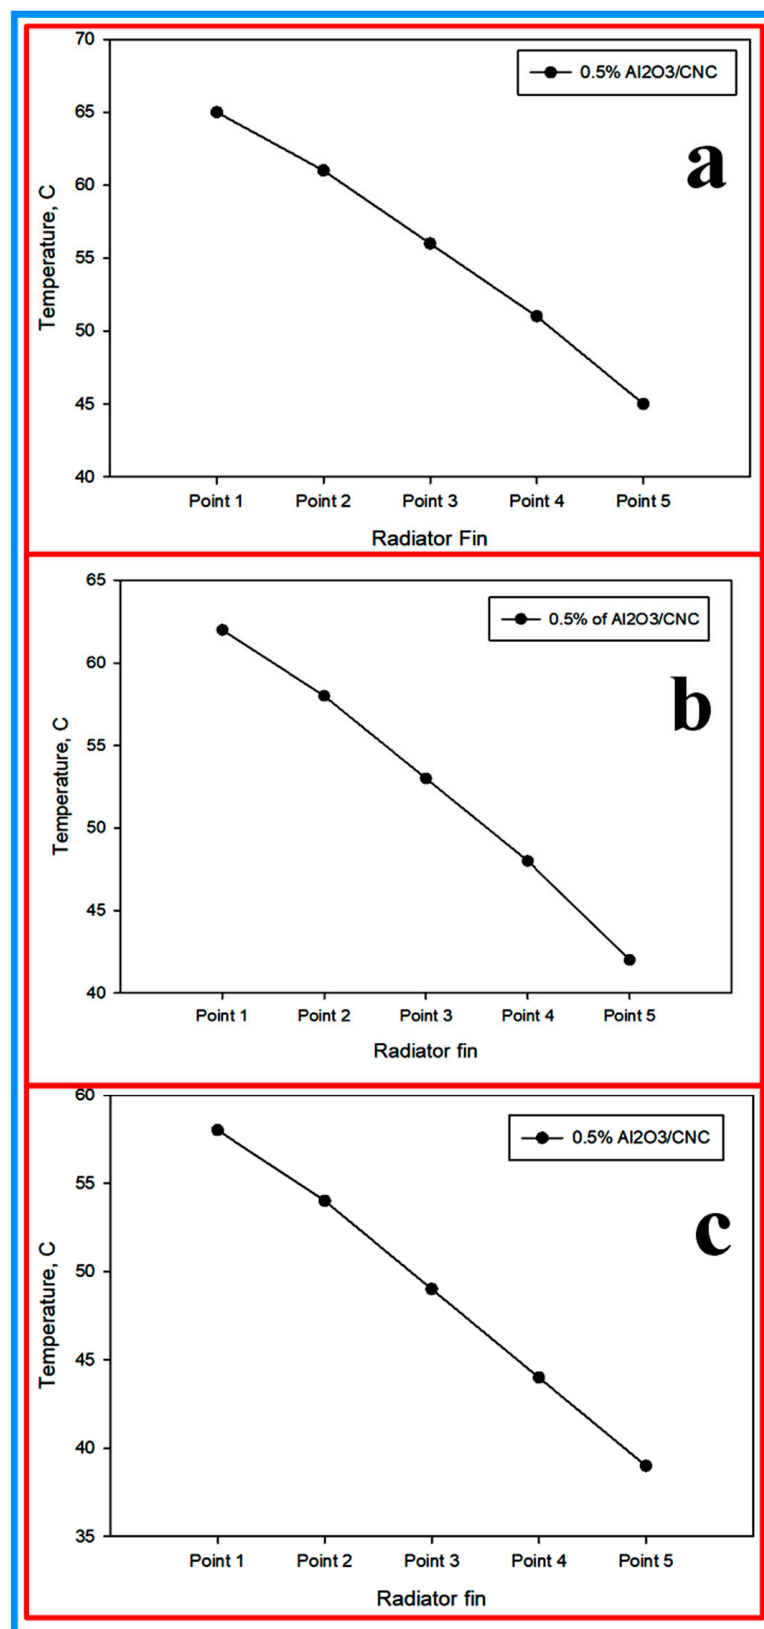 70
0.5% Al2O3/CNC
a
65
60
55
50
45
40
Temperature, C
Point 1 Point 2 Point 3 Point 4 Point 5
Radiator Fin
65
0.5% of Al2O3/CNC
b
60
55
50
45
40
Temperature, C
Point 1 Point 2 Point 3 Point 4 Point 5
Radiator fin
60
0.5% Al2O3/CNC
c
55
50
45
40
35
Temperature, C
Point 1 Point 2 Point 3 Point 4 Point 5
Radiator fin